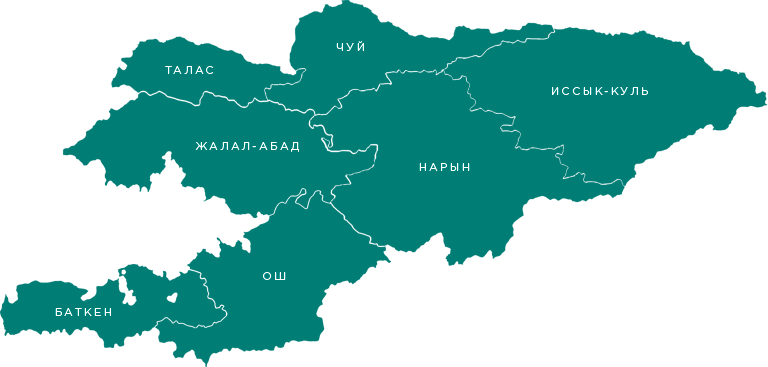 ЧУЙ
ТАЛАС
ИССЫК-КУЛЬ
ЖАЛАЛ-АБАД
НАРЫН
ОШ
БАТКЕН